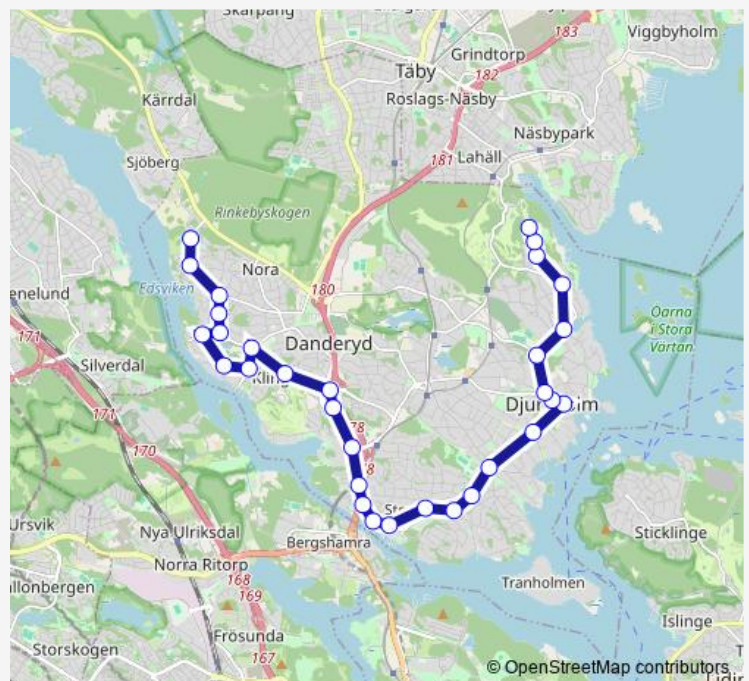 183
Viggbyholm
Grindtorp
Täby
182
Roslags-Näsby
Kärrdal
Näsbypark
181
Lahäll
Sjöberg
Rinkebyskogen
Nora
Edsviken
180
Öarna
i Stora
Värtan
171
Danderyd
Silverdal
171
170
Ursvik
Nya Ulriksdal
Bergshamra
Sticklinge
Norra Ritorp
168
169
Tranholmen
Islinge
Frösunda
Storskogen
167
© OpenStreetMap contributors